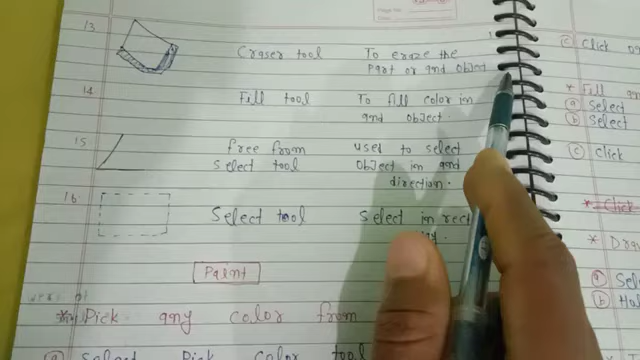 13
Eraser tool To erase the
Part or and object
14 Fill tool To fill color in
and object.
15 free from used to select
select tool object in and
direction.
16
Select tool Select in rect
Paint
Pick any color from
(a) select Pick color tool
(c) Click
* Fill
(a) select
(b) select
(c) Click
* Click
*
(a)
(b)